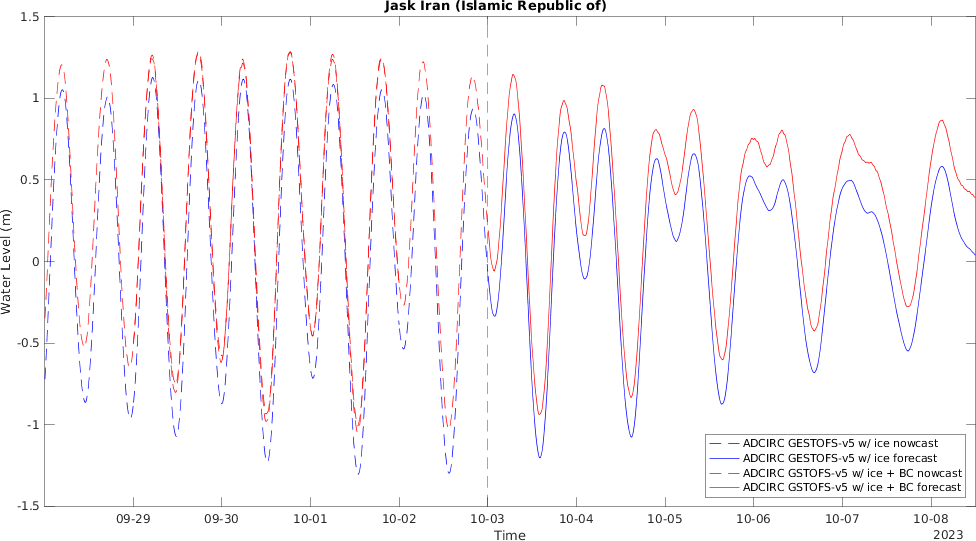 Jask Iran (Islamic Republic of)
1.5
1
0.5
0
-0.5
-1
-1.5
Water Level (m)
ADCIRC GESTOFS-v5 w/ ice nowcast
ADCIRC GESTOFS-v5 w/ ice forecast
ADCIRC GSTOFS-v5 w/ ice + BC nowcast
ADCIRC GSTOFS-v5 w/ ice + BC forecast
09-29 09-30 10-01 10-02 10-03 10-04 10-05 10-06 10-07 10-08
Time
2023